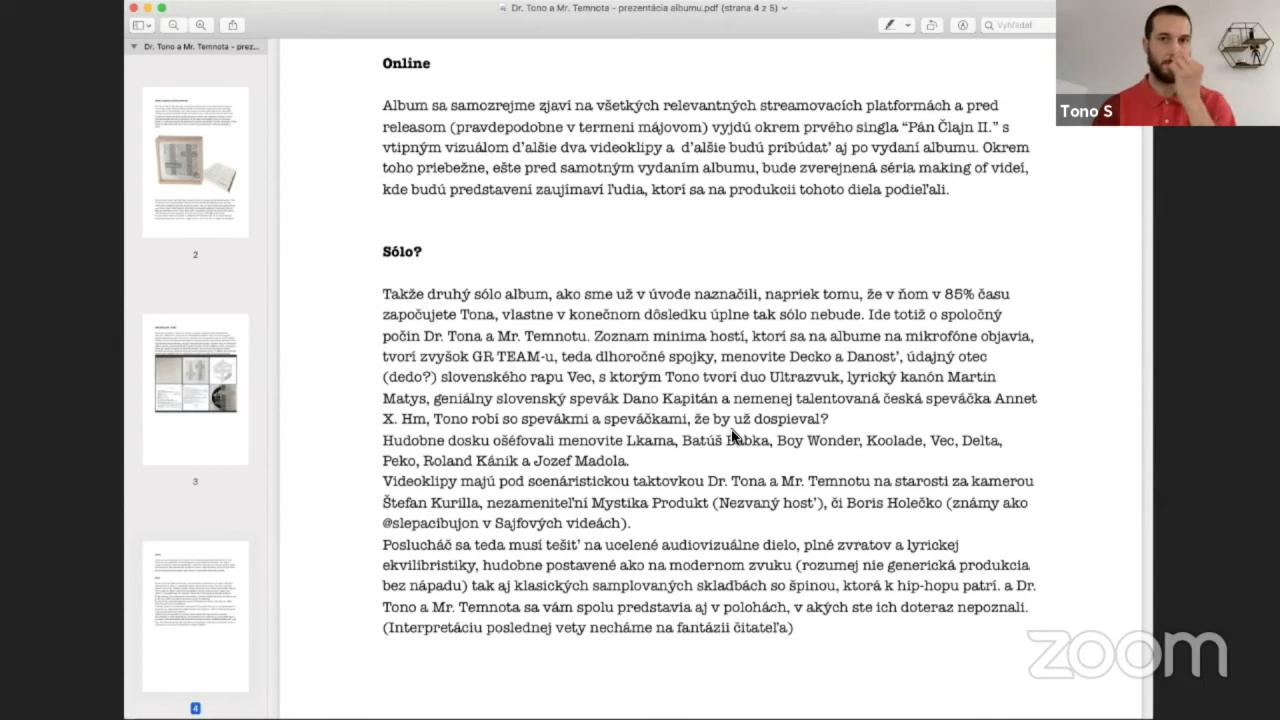 Dr. Tono a Mr. Temnota - prezentácia albumu.pdf (strana 4 z 5)
Vyhľadať
Dr. Tono a Mr. Temnota - prez...
2
3
4
Tono S
Online
Album sa samozrejme zjaví na všetkých relevantných streamovacích platformách a pred
releasom (pravdepodobne v termeni májovom) vyjdú okrem prvého singla “Pán Člajn II.” s
vtipným vizuálom ďalšie dva videoklipy a ďalšie budú pribúdať aj po vydaní albumu. Okrem
toho priebežne, ešte pred samotným vydaním albumu, bude zverejnená séria making of videí,
kde budú predstavení zaujímaví ľudia, ktorí sa na produkcii tohoto diela podieľali.
Sólo?
Takže druhý sólo album, ako sme už v úvode naznačili, napriek tomu, že v ňom v 85% času
započujete Tona, vlastne v konečnom dôsledku úplne tak sólo nebude. Ide totiž o spoločný
počin Dr. Tona a Mr. Temnotu. Zoznam mena hostí, ktorí sa na albume na mikrofóne objavia,
tvorí zvyšok GR TEAM-u, teda dlhoročné spojky, menovite Decko a Danosť, údajný otec
(dedo?) slovenského rapu Vec, s ktorým Tono tvorí duo Ultrazvuk, lyrický kanón Martin
Matys, geniálny slovenský spevák Dano Kapitán a nemenej talentovaná česká speváčka Annet
X. Hm, Tono robí so spevákmi a speváčkami, že by už dospieval?
Hudobne dosku ošéfovali menovite Lkama, Batúš Babka, Boy Wonder, Koolade, Vec, Delta,
Peko, Roland Kánik a Jozef Madola.
Videoklipy majú pod scenáristickou taktovkou Dr. Tona a Mr. Temnotu na starosti za kamerou
Štefan Kurilla, nezameniteľní Mystika Produkt (Nezvaný hosť), či Boris Holečko (známy ako
@slepacibujon v Sajfových videách).
Poslucháč sa teda musí tešiť na ucelené audiovizuálne dielo, plné zvratov a lyrickej
ekvilibristiky, hudobne postavené ako na modernom zvuku (rozumej nie generická produkcia
bez nápadu), tak aj na poctivých rapových skladbách plných samplov. Króm, ako sa patrí, a Dr.
Tono a Mr. Temnota sa vám spolu predstavia aj v polohách, v akých sme ich doteraz nepoznali.
(Interpretáciu poslednej vety necháme na fantázii čitateľa)
zoom